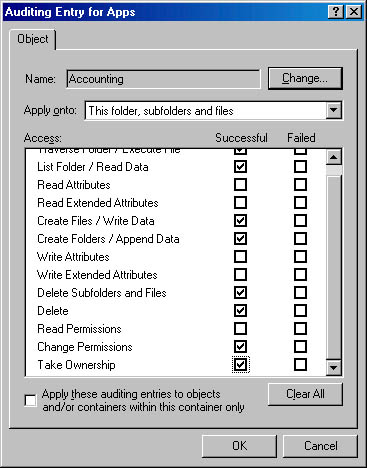 Auditing Entry for Apps
Object
Name: Accounting Change...
Apply onto: This folder, subfolders and files
Access: Successful Failed
Traverse Folder / Execute File
List Folder / Read Data
Read Attributes
Read Extended Attributes
Create Files / Write Data
Create Folders / Append Data
Write Attributes
Write Extended Attributes
Delete Subfolders and Files
Delete
Read Permissions
Change Permissions
Take Ownership
Apply these auditing entries to objects
and/or containers within this container only
Clear All
OK Cancel